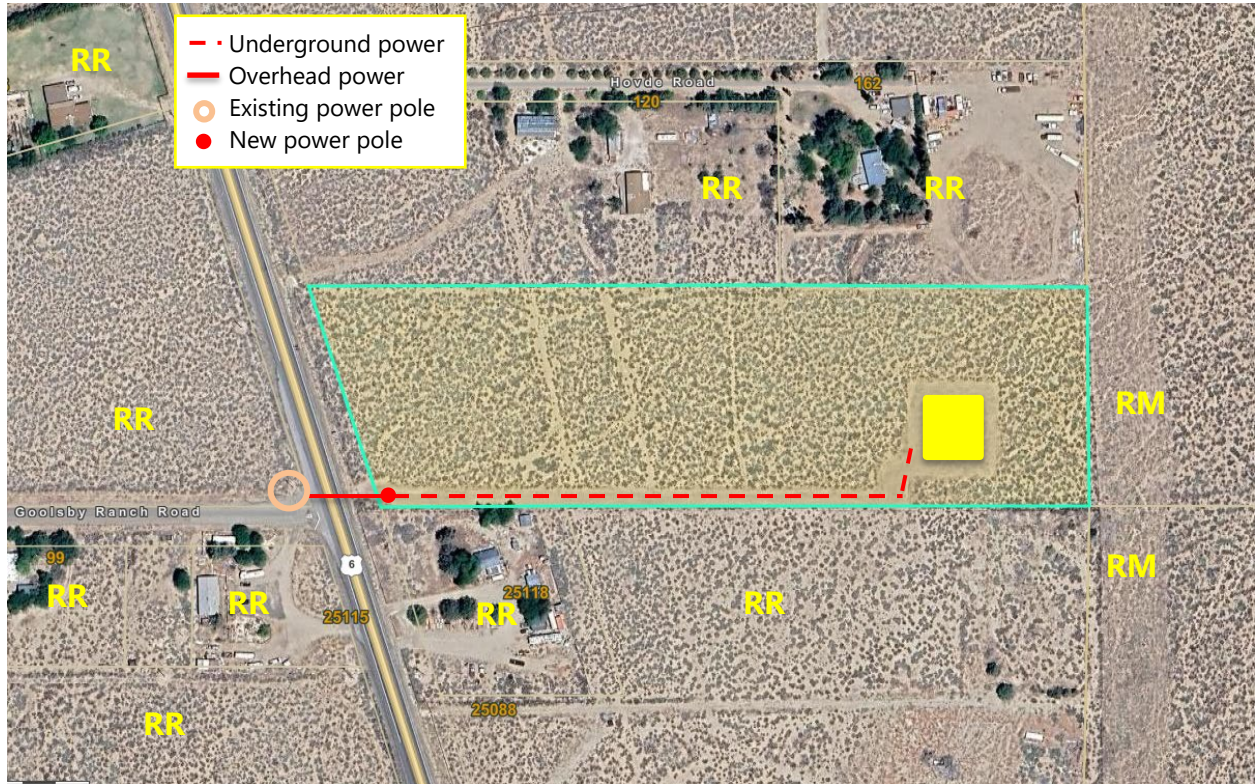 RR
Underground power
Overhead power
Existing power pole
New power pole
Hovde Road
120
162
RR
RR
RR
RM
Goolsby Ranch Road
6
99
RR
RR
25115
25118
RR
RR
RM
25088
RR